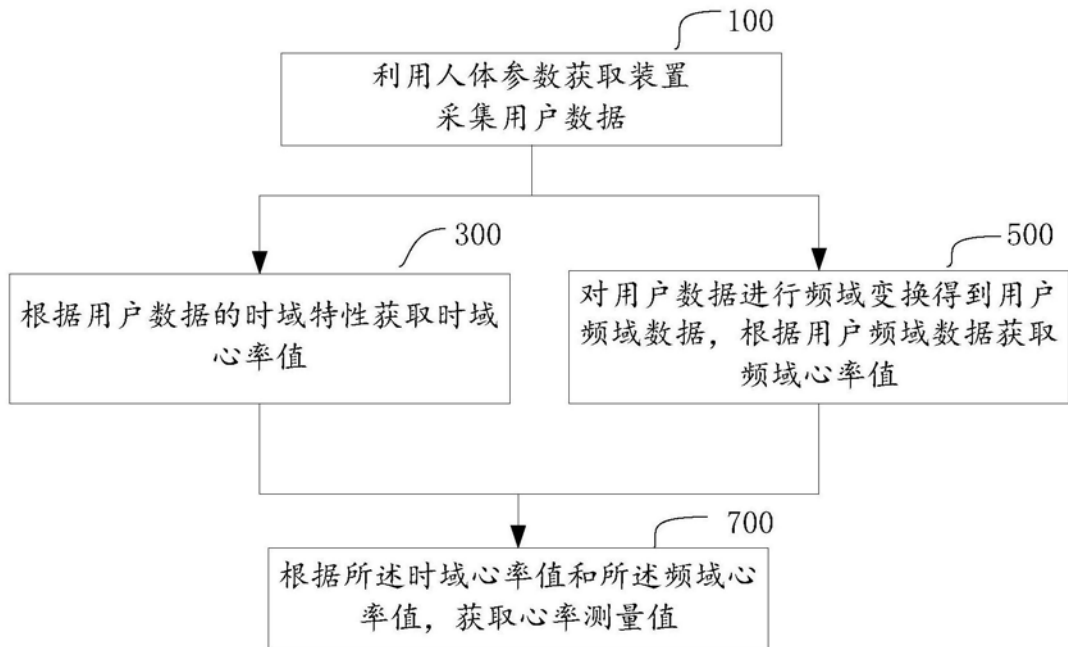 100
利用人体参数获取装置
采集用户数据
300
根据用户数据的时域特性获取时域
心率值
500
对用户数据进行频域变换得到用户
频域数据，根据用户频域数据获取
频域心率值
700
根据所述时域心率值和所述频域心
率值，获取心率测量值